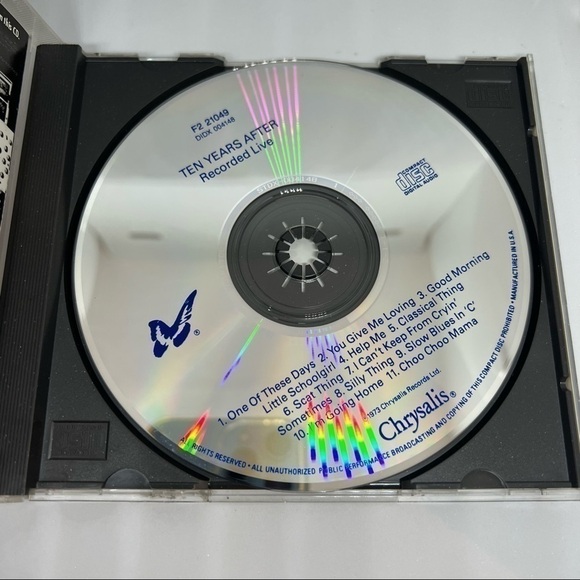 n this CD.
F2 21049
DIDX 004148
TEN YEARS AFTER
Recorded Live
COMPACT
disc
DIGITAL AUDIO
®
1. One Of These Days 2. You Give Me Loving 3. Good Morning
Little Schoolgirl 4. Help Me 5. Classical Thing
6. Scat Thing 7. I Can't Keep From Cryin'
Sometimes 8. Silly Thing 9. Slow Blues In 'C'
10. I'm Going Home 11. Choo Choo Mama
©1973 Chrysalis Records Ltd.
Chrysalis®
ALL RIGHTS RESERVED • ALL UNAUTHORIZED PUBLIC PERFORMANCE BROADCASTING AND COPYING OF THIS COMPACT DISC PROHIBITED • MANUFACTURED IN U.S.A.